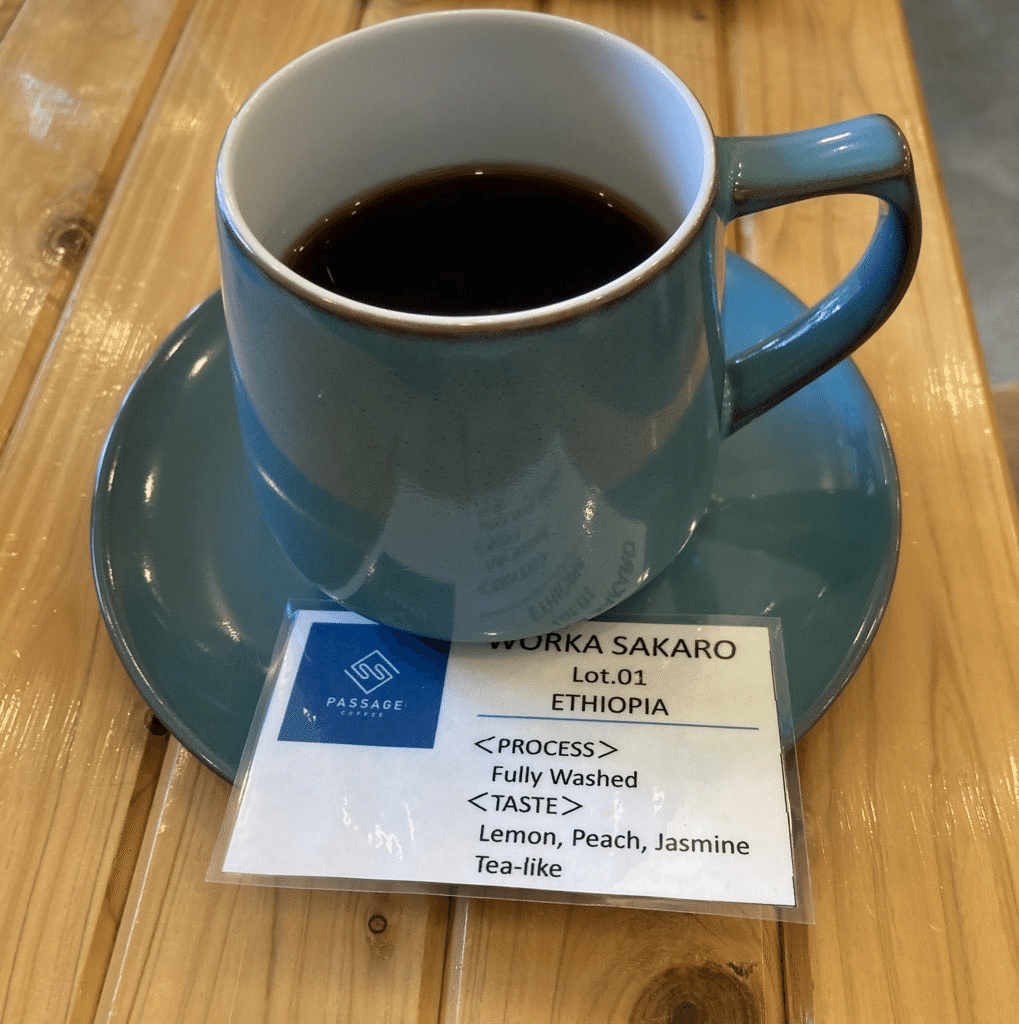 PASSAGE
COFFEE
WORKA SAKARO
Lot.01
ETHIOPIA
<PROCESS>
Fully Washed
<TASTE>
Lemon, Peach, Jasmine
Tea-like